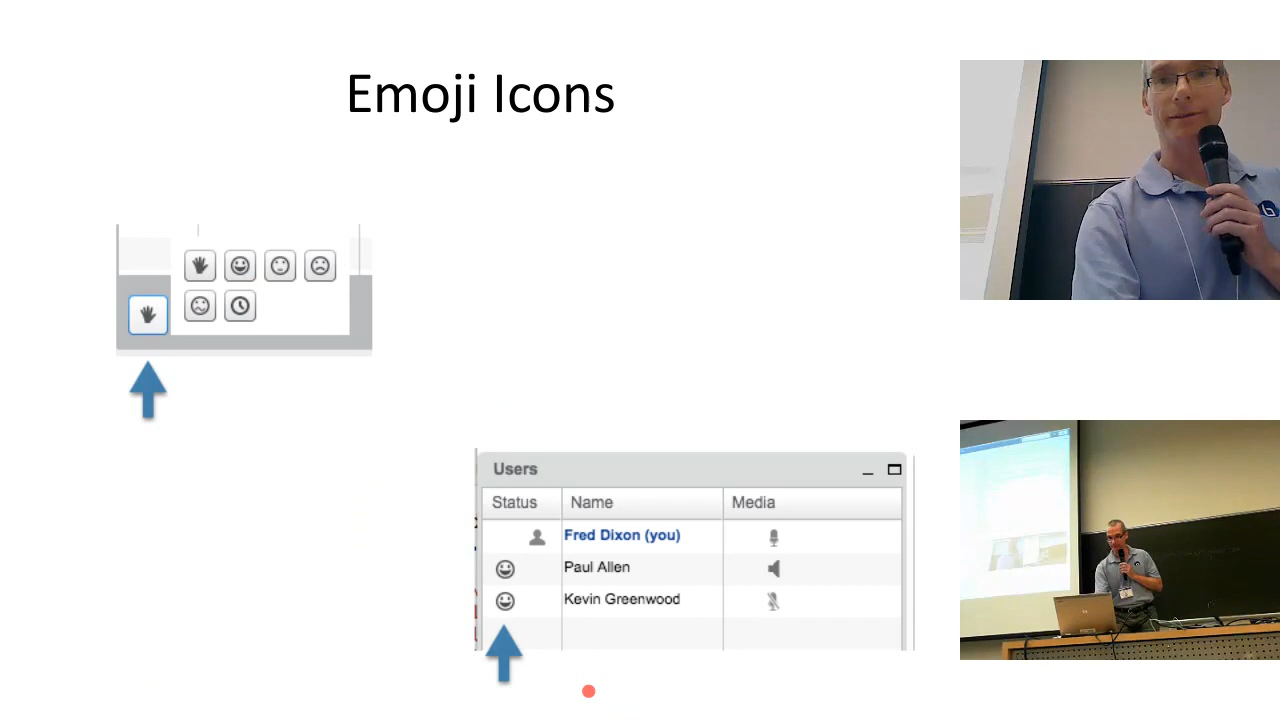 Emoji Icons
Users
Status Name Media
Fred Dixon (you)
Paul Allen
Kevin Greenwood